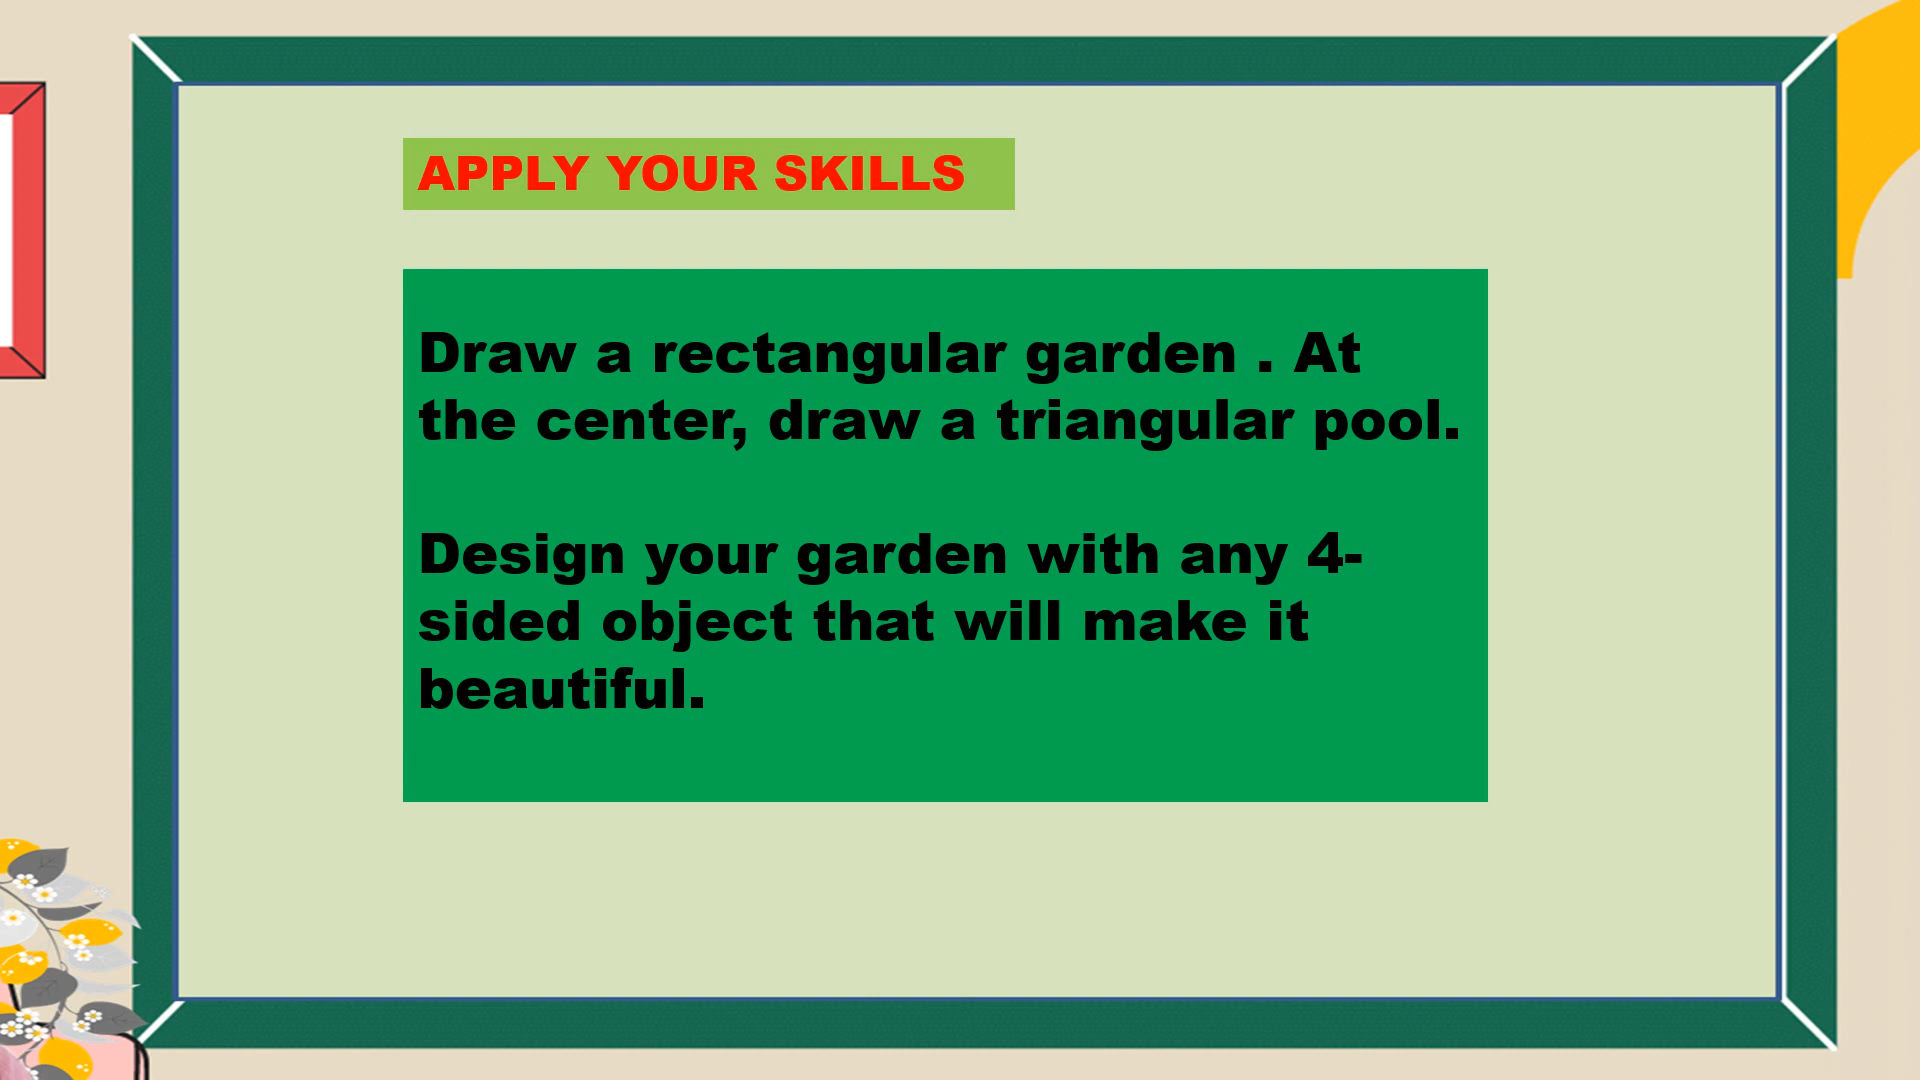 APPLY YOUR SKILLS
Draw a rectangular garden . At
the center, draw a triangular pool.
Design your garden with any 4-
sided object that will make it
beautiful.